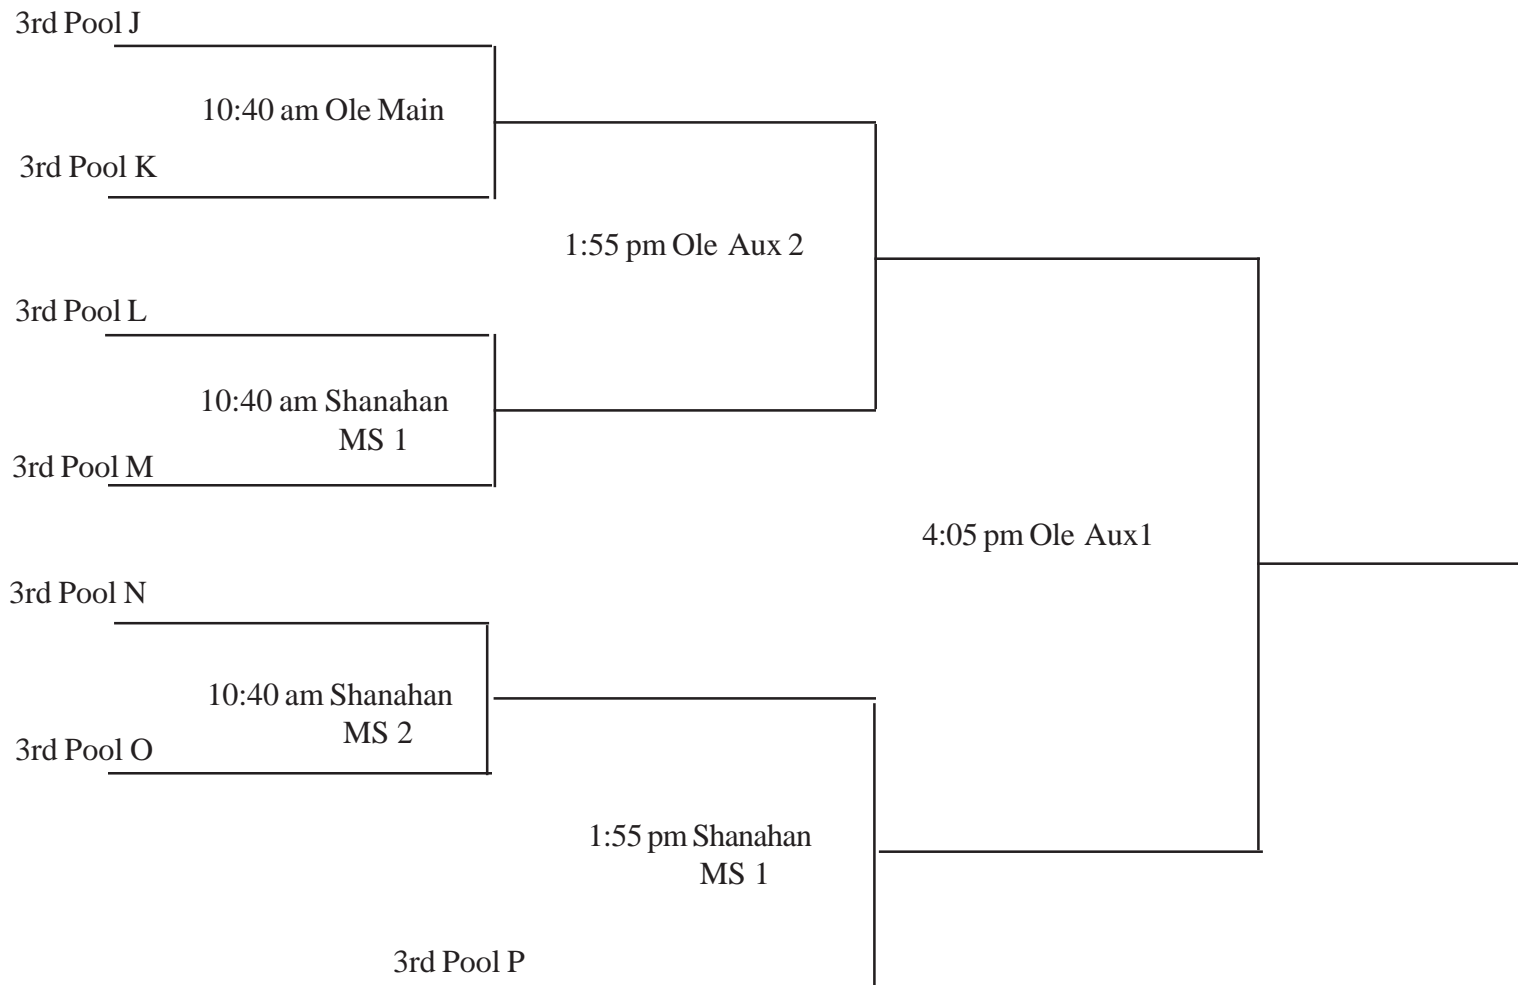 3rd Pool J
10:40 am Ole Main
3rd Pool K
1:55 pm Ole Aux 2
3rd Pool L
10:40 am Shanahan
MS 1
3rd Pool M
4:05 pm Ole Aux1
3rd Pool N
10:40 am Shanahan
MS 2
3rd Pool O
1:55 pm Shanahan
MS 1
3rd Pool P